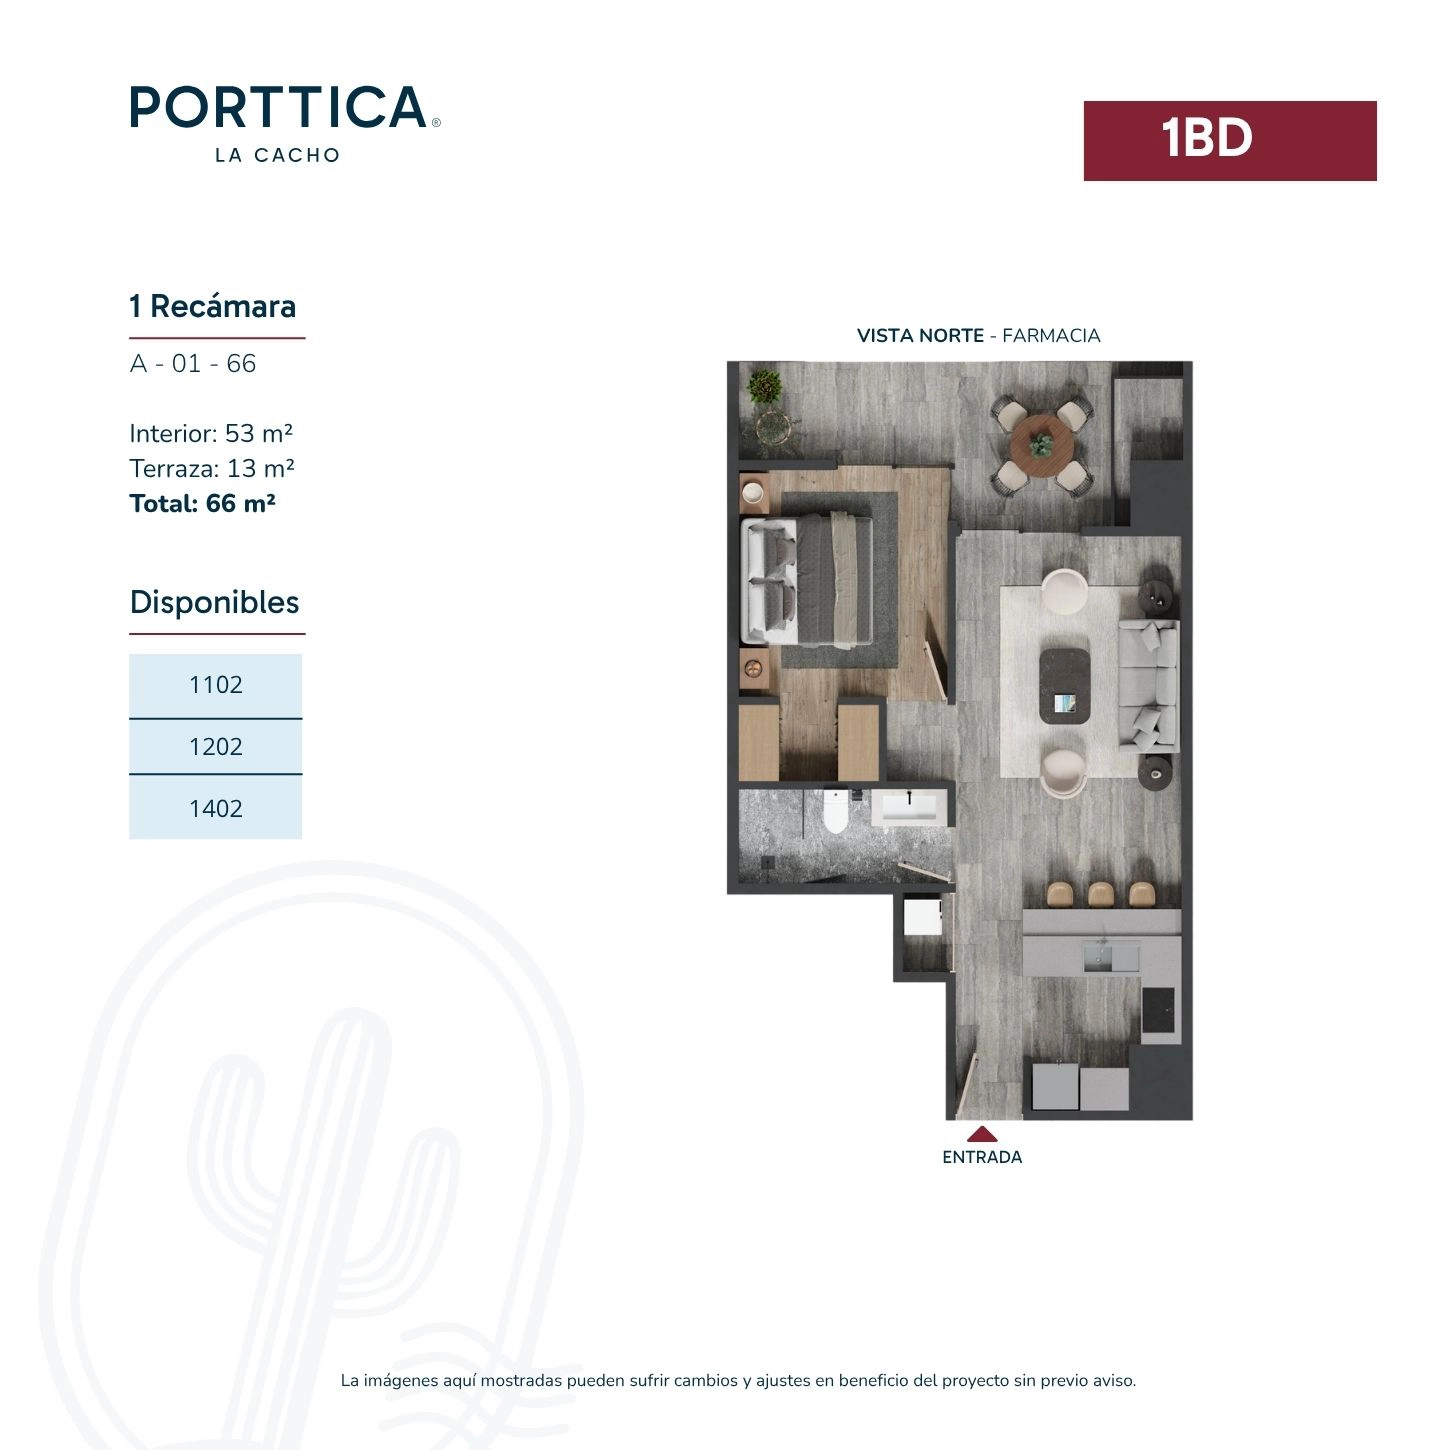 PORTTICA®
LA CACHO
1BD
1 Recámara
A - 01 - 66
Interior: 53 m²
Terraza: 13 m²
Total: 66 m²
Disponibles
1102
1202
1402
VISTA NORTE - FARMACIA
ENTRADA
La imágenes aquí mostradas pueden sufrir cambios y ajustes en beneficio del proyecto sin previo aviso.